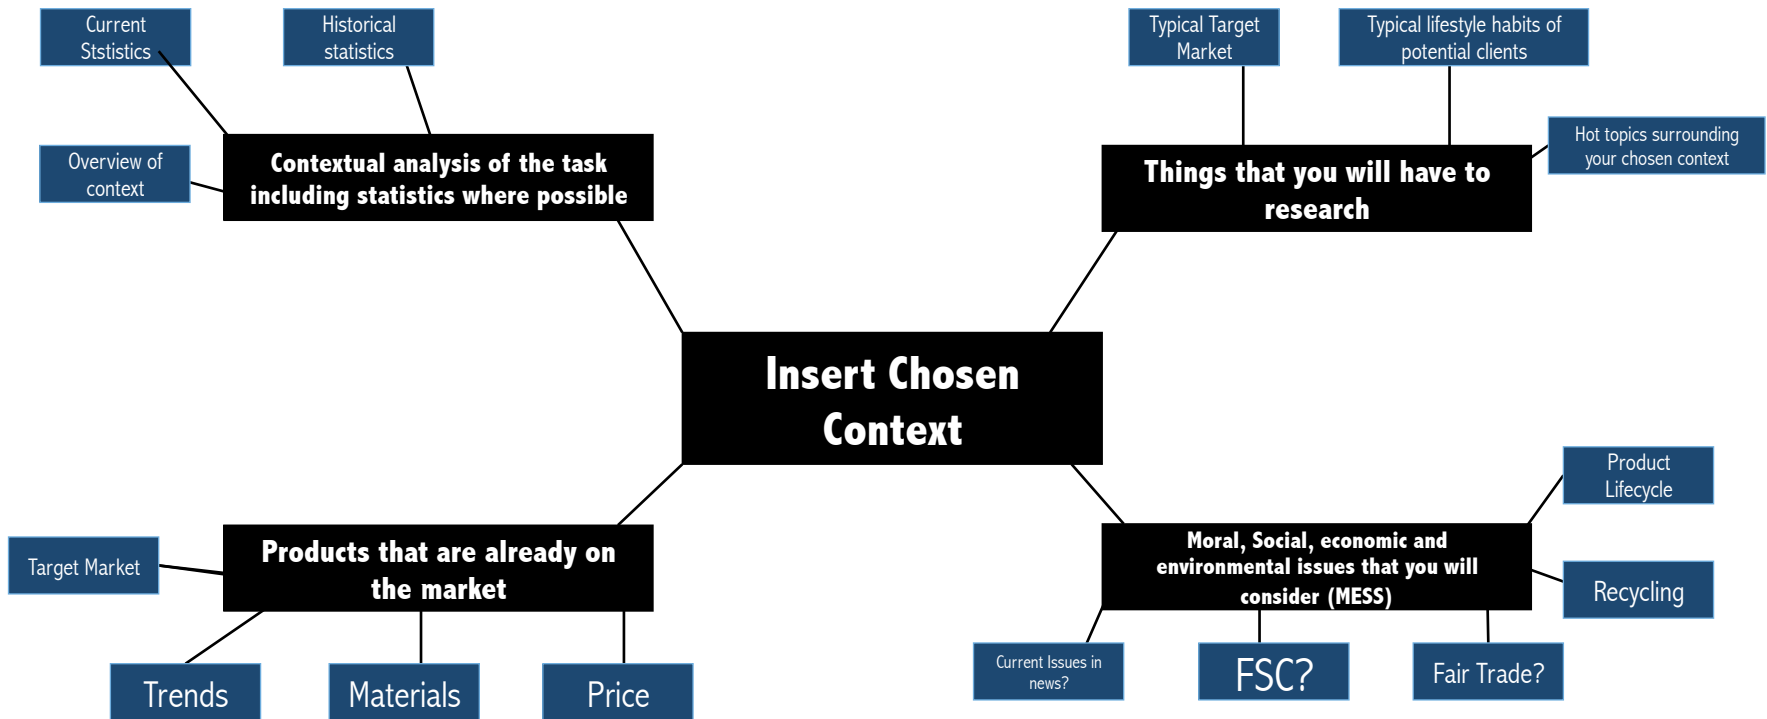 Current
Ststistics
Historical
statistics
Typical Target
Market
Typical lifestyle habits of
potential clients
Overview of
context
Contextual analysis of the task
including statistics where possible
Things that you will have to
research
Hot topics surrounding
your chosen context
Insert Chosen
Context
Product
Lifecycle
Target Market
Products that are already on
the market
Moral, Social, economic and
environmental issues that you will
consider (MESS)
Recycling
Trends
Materials
Price
Current Issues in
news?
FSC?
Fair Trade?